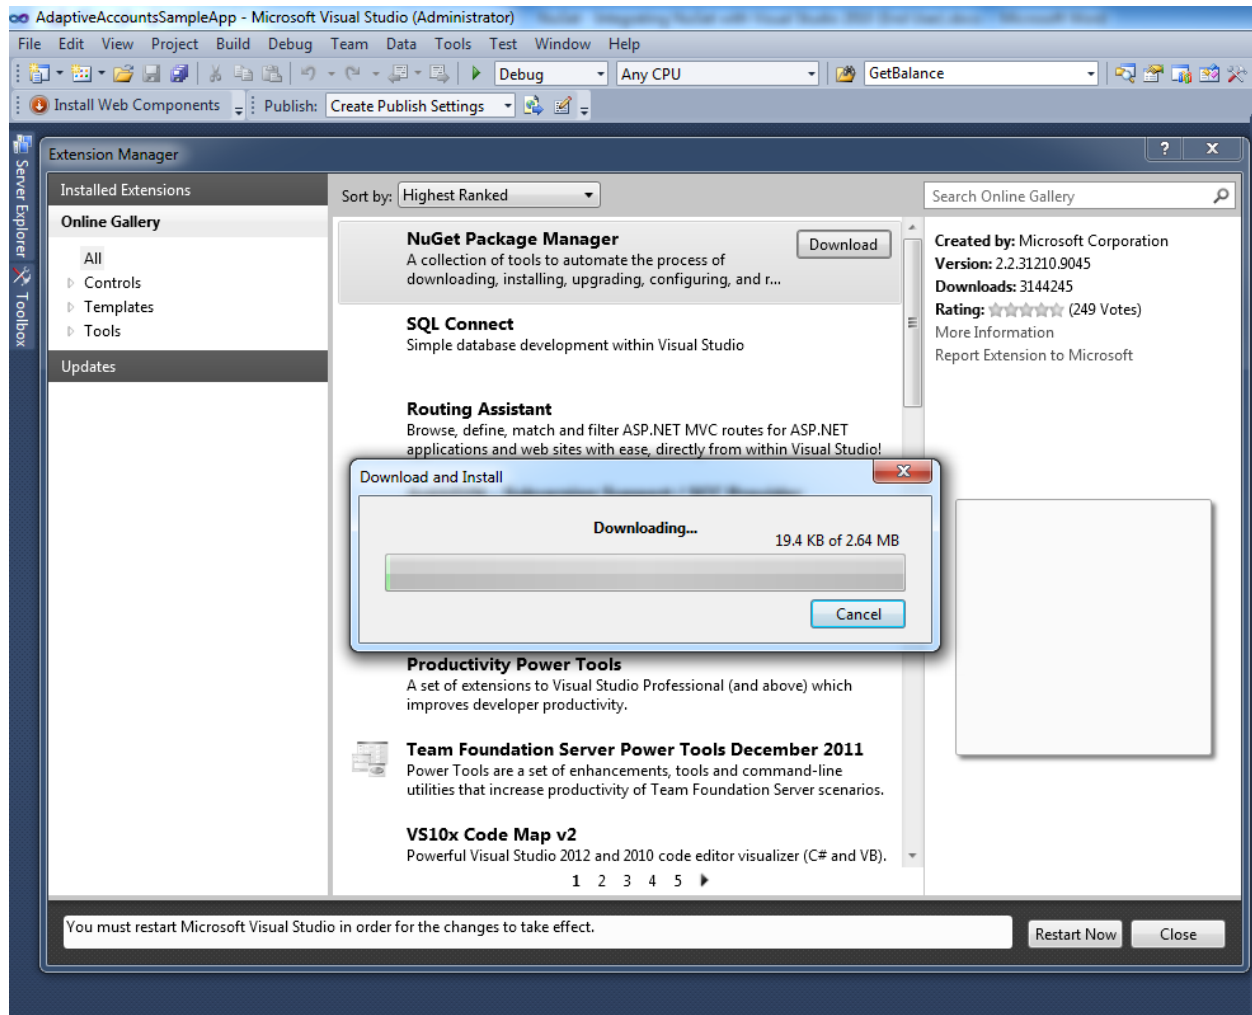 AdaptiveAccountsSampleApp - Microsoft Visual Studio (Administrator)
File Edit View Project Build Debug Team Data Tools Test Window Help
Debug Any CPU GetBalance
Install Web Components Publish: Create Publish Settings
Server Explorer
Toolbox
Extension Manager
Installed Extensions
Online Gallery
All
Controls
Templates
Tools
Updates
Sort by: Highest Ranked
NuGet Package Manager
A collection of tools to automate the process of
downloading, installing, upgrading, configuring, and r...
Download
SQL Connect
Simple database development within Visual Studio
Routing Assistant
Browse, define, match and filter ASP.NET MVC routes for ASP.NET
applications and web sites with ease, directly from within Visual Studio!
Download and Install
Downloading...
19.4 KB of 2.64 MB
Cancel
Productivity Power Tools
A set of extensions to Visual Studio Professional (and above) which
improves developer productivity.
Team Foundation Server Power Tools December 2011
Power Tools are a set of enhancements, tools and command-line
utilities that increase productivity of Team Foundation Server scenarios.
VS10x Code Map v2
Powerful Visual Studio 2012 and 2010 code editor visualizer (C# and VB).
1 2 3 4 5
Search Online Gallery
Created by: Microsoft Corporation
Version: 2.2.31210.9045
Downloads: 3144245
Rating: (249 Votes)
More Information
Report Extension to Microsoft
You must restart Microsoft Visual Studio in order for the changes to take effect.
Restart Now Close